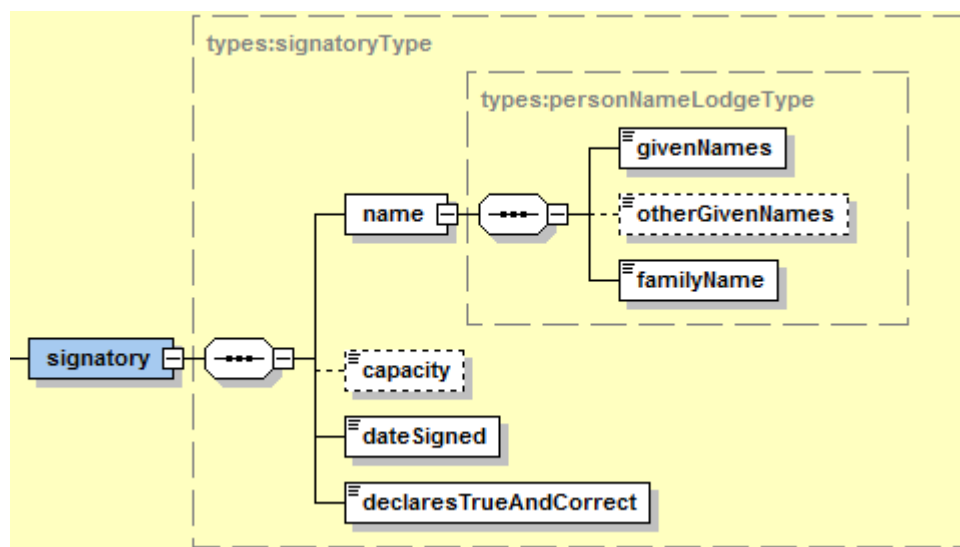 types:signatoryType
types:personNameLodgeType
givenNames
name
otherGivenNames
familyName
signatory
capacity
dateSigned
declaresTrueAndCorrect